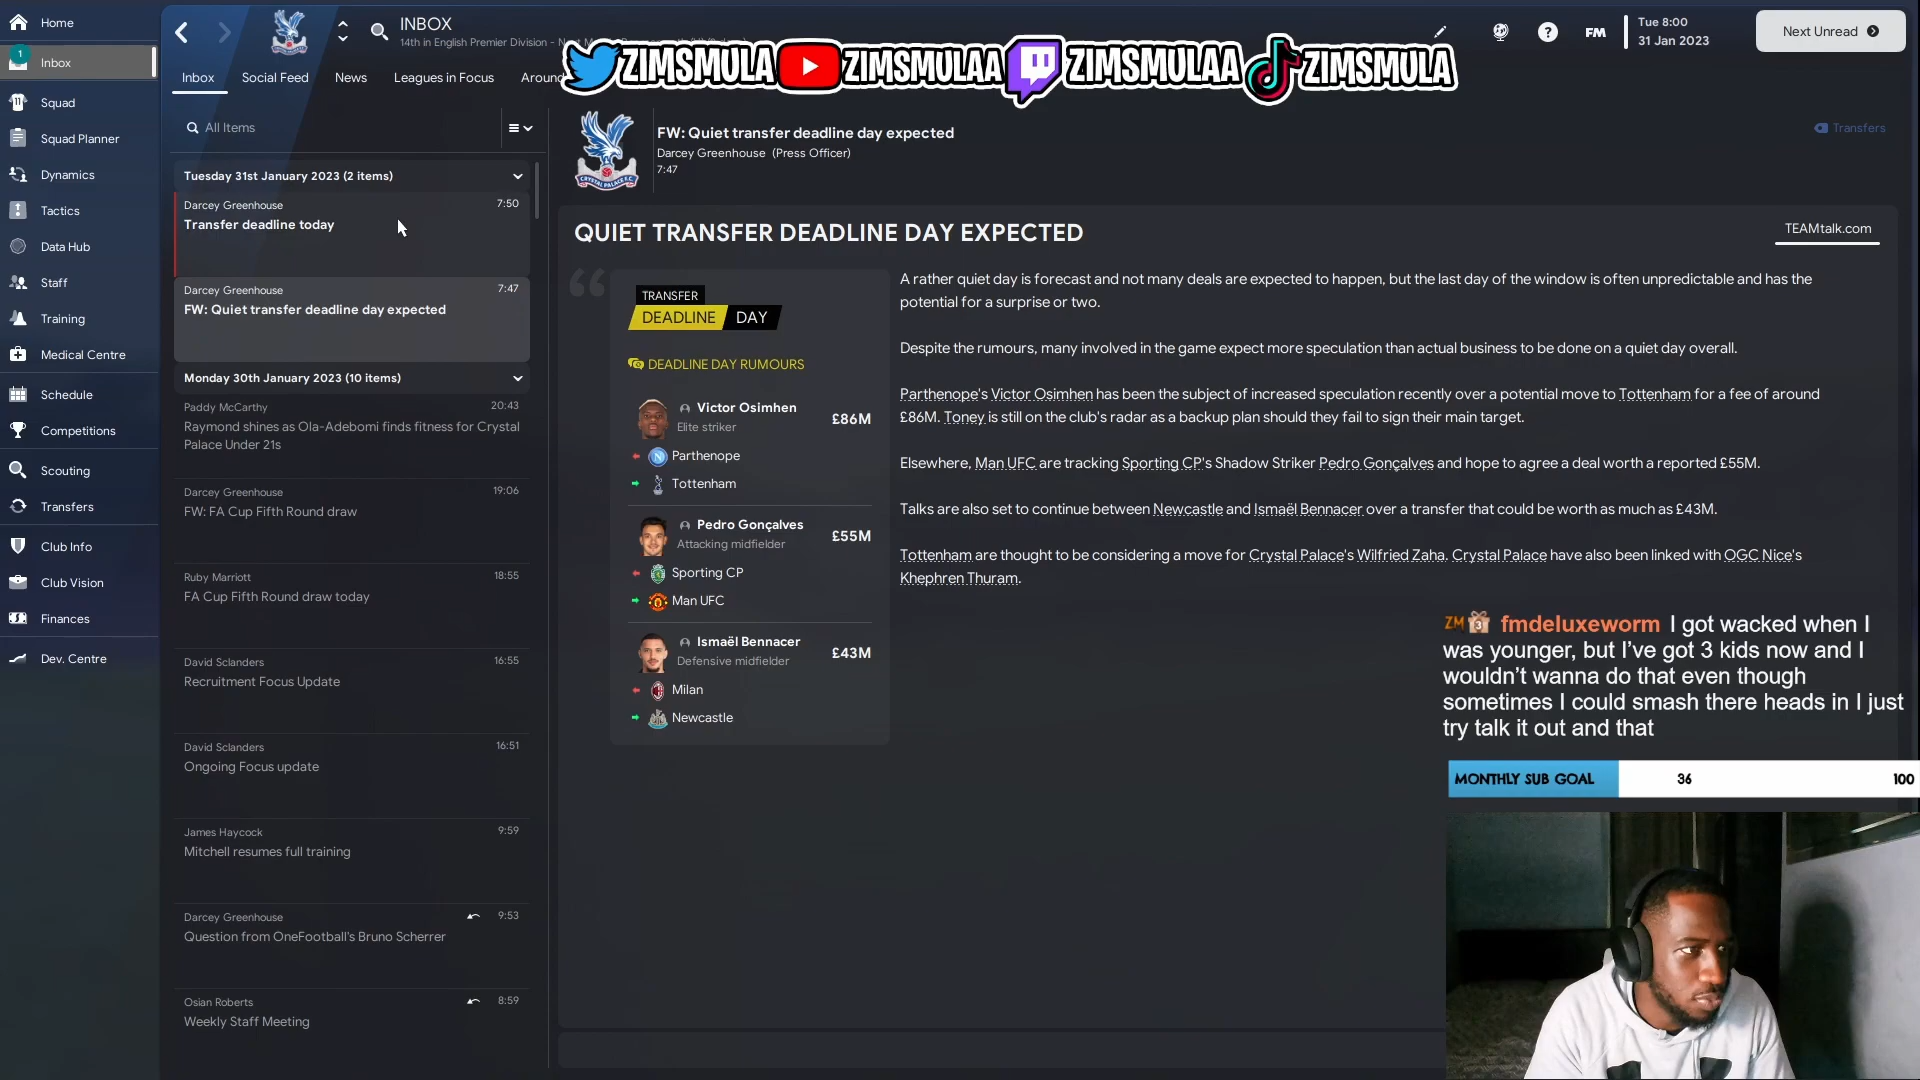 Home
1
Inbox
Squad
Squad Planner
Dynamics
Tactics
Data Hub
Staff
Training
Medical Centre
Schedule
Competitions
Scouting
Transfers
Club Info
Club Vision
Finances
Dev. Centre
INBOX
14th in English Premier Division -
FM
Tue 8:00
31 Jan 2023
Next Unread
Inbox
Social Feed
News
Leagues in Focus
Around
ZIMSMULA
ZIMSMULAA
ZIMSMULAA
ZIMSMULA
All Items
Tuesday 31st January 2023 (2 items)
Darcey Greenhouse
7:50
Transfer deadline today
Darcey Greenhouse
7:47
FW: Quiet transfer deadline day expected
Monday 30th January 2023 (10 items)
Paddy McCarthy
20:43
Raymond shines as Ola-Adebomi finds fitness for Crystal
Palace Under 21s
Darcey Greenhouse
19:06
FW: FA Cup Fifth Round draw
Ruby Marriott
18:55
FA Cup Fifth Round draw today
David Sclanders
16:55
Recruitment Focus Update
David Sclanders
16:51
Ongoing Focus update
James Haycock
9:59
Mitchell resumes full training
Darcey Greenhouse
9:53
Question from OneFootball's Bruno Scherrer
Osian Roberts
8:59
Weekly Staff Meeting
CRYSTAL PALACE F.C.
FW: Quiet transfer deadline day expected
Darcey Greenhouse (Press Officer)
7:47
Transfers
QUIET TRANSFER DEADLINE DAY EXPECTED
TEAMtalk.com
TRANSFER
DEADLINE DAY
DEADLINE DAY RUMOURS
Victor Osimhen
Elite striker
£86M
Parthenope
Tottenham
Pedro Gonçalves
Attacking midfielder
£55M
Sporting CP
Man UFC
Ismaël Bennacer
Defensive midfielder
£43M
Milan
Newcastle
A rather quiet day is forecast and not many deals are expected to happen, but the last day of the window is often unpredictable and has the
potential for a surprise or two.
Despite the rumours, many involved in the game expect more speculation than actual business to be done on a quiet day overall.
Parthenope's Victor Osimhen has been the subject of increased speculation recently over a potential move to Tottenham for a fee of around
£86M. Toney is still on the club's radar as a backup plan should they fail to sign their main target.
Elsewhere, Man UFC are tracking Sporting CP's Shadow Striker Pedro Gonçalves and hope to agree a deal worth a reported £55M.
Talks are also set to continue between Newcastle and Ismaël Bennacer over a transfer that could be worth as much as £43M.
Tottenham are thought to be considering a move for Crystal Palace's Wilfried Zaha. Crystal Palace have also been linked with OGC Nice's
Khephren Thuram.
ZM 3 fmdeluxeworm I got wacked when I
was younger, but I've got 3 kids now and I
wouldn't wanna do that even though
sometimes I could smash there heads in I just
try talk it out and that
MONTHLY SUB GOAL
36
100